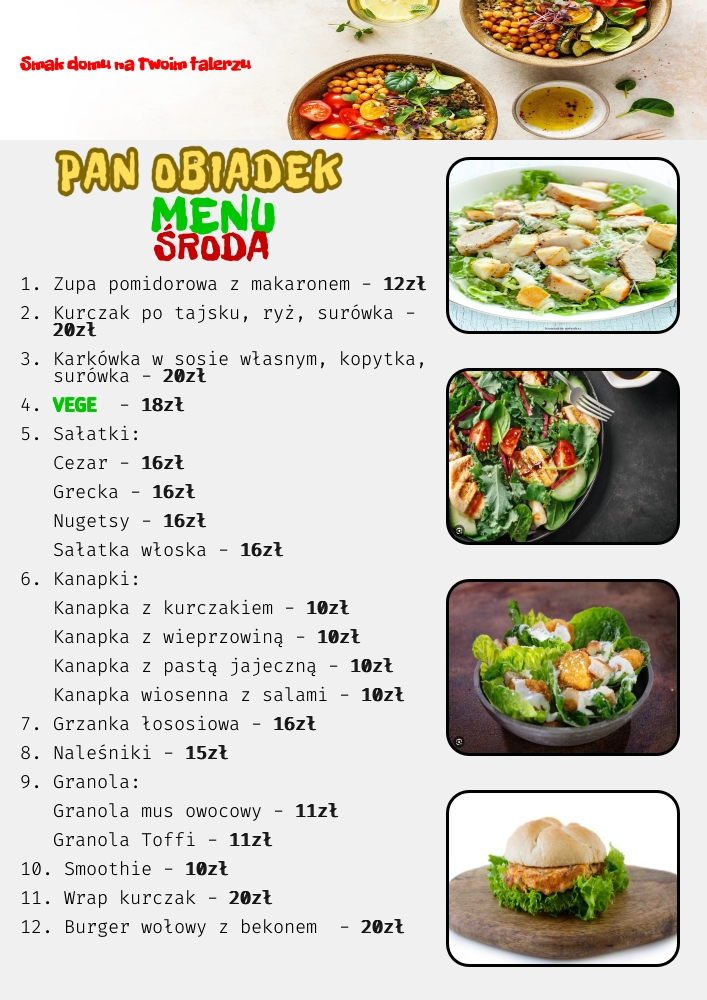 Smak domu na Twoim talerzu
PAN OBIADEK
MENU
ŚRODA
1. Zupa pomidorowa z makaronem - 12zł
2. Kurczak po tajsku, ryż, surówka -
20zł
3. Karkówka w sosie własnym, kopytka,
surówka - 20zł
4. VEGE - 18zł
5. Sałatki:
Cezar - 16zł
Grecka - 16zł
Nugetsy - 16zł
Sałatka włoska - 16zł
6. Kanapki:
Kanapka z kurczakiem - 10zł
Kanapka z wieprzowiną - 10zł
Kanapka z pastą jajeczną - 10zł
Kanapka wiosenna z salami - 10zł
7. Grzanka łososiowa - 16zł
8. Naleśniki - 15zł
9. Granola:
Granola mus owocowy - 11zł
Granola Toffi - 11zł
10. Smoothie - 10zł
11. Wrap kurczak - 20zł
12. Burger wołowy z bekonem - 20zł